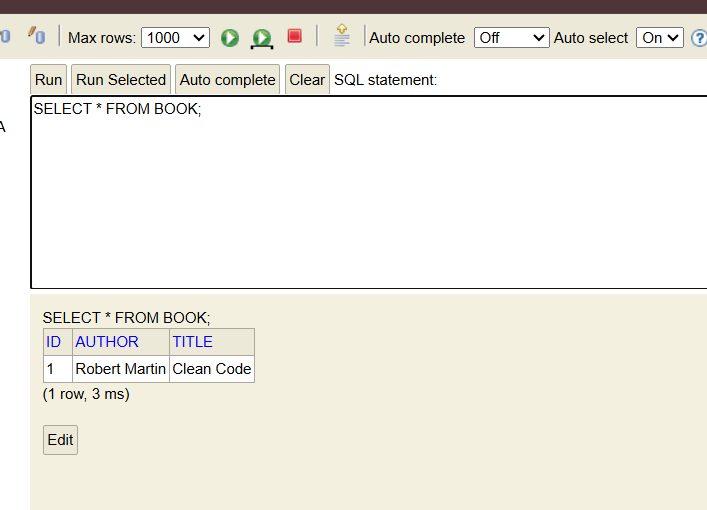 Max rows: 1000 Auto complete Off Auto select On ?
Run Run Selected Auto complete Clear SQL statement:
SELECT * FROM BOOK;
A
SELECT * FROM BOOK;
ID AUTHOR TITLE
1 Robert Martin Clean Code
(1 row, 3 ms)
Edit